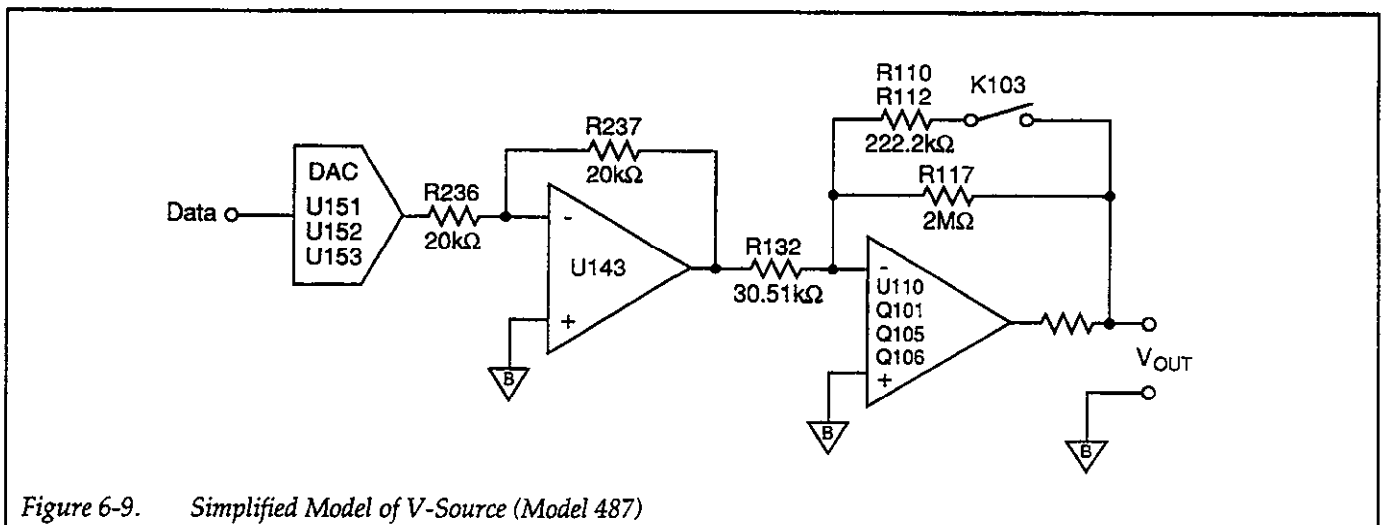 R110
R112
K103
222.2kΩ
R237
20kΩ
R117
2MΩ
DAC
U151
U152
U153
Data
R236
20kΩ
-
U143
+
B
R132
30.51kΩ
-
U110
Q101
Q105
Q106
+
B
VOUT
B
Figure 6-9. Simplified Model of V-Source (Model 487)